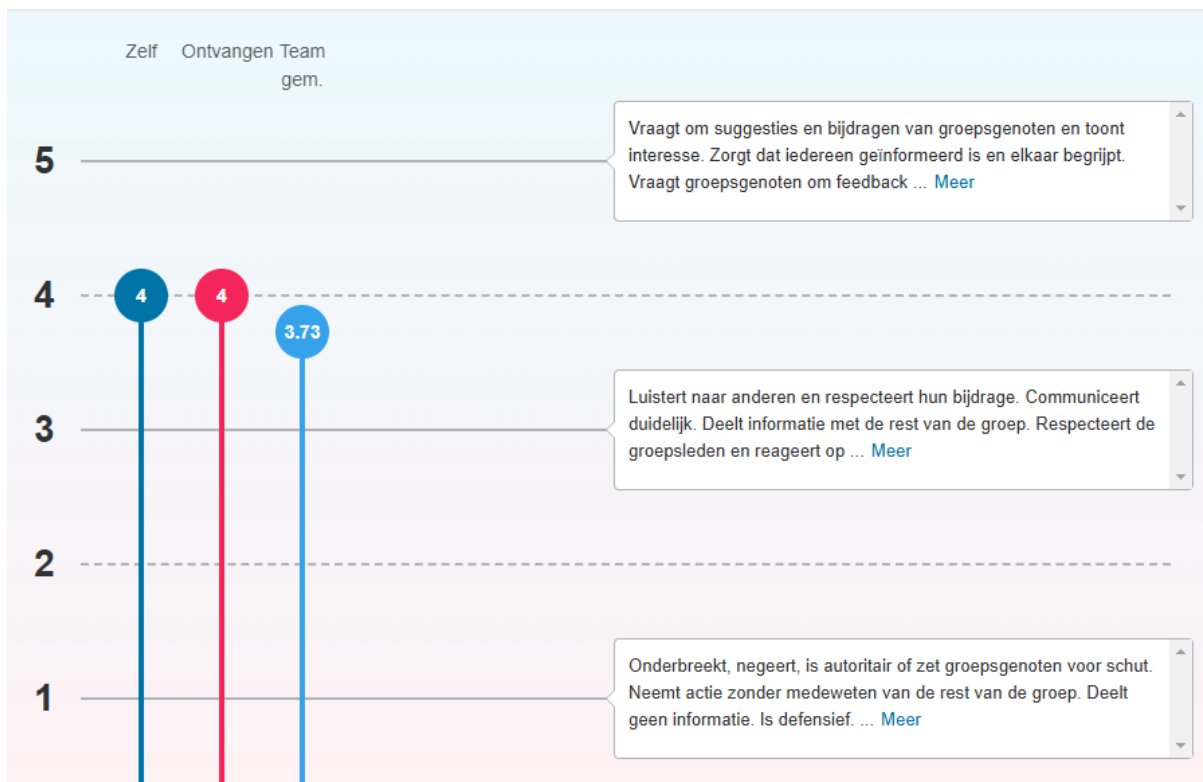 Zelf Ontvangen Team
gem.
5
Vraagt om suggesties en bijdragen van groepsgenoten en toont
interesse. Zorgt dat iedereen geïnformeerd is en elkaar begrijpt.
Vraagt groepsgenoten om feedback ... Meer
4
4
4
3.73
3
Luistert naar anderen en respecteert hun bijdrage. Communiceert
duidelijk. Deelt informatie met de rest van de groep. Respecteert de
groepsleden en reageert op ... Meer
2
1
Onderbreekt, negeert, is autoritair of zet groepsgenoten voor schut.
Neemt actie zonder medeweten van de rest van de groep. Deelt
geen informatie. Is defensief. ... Meer